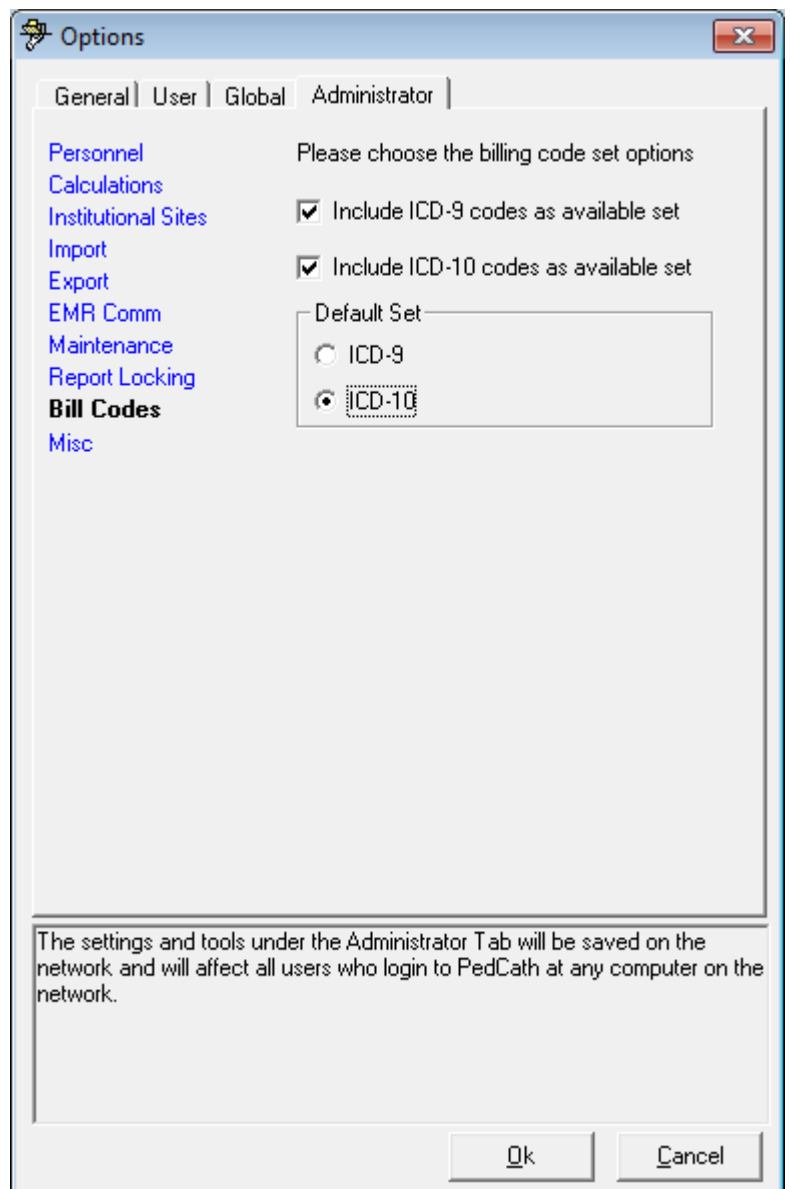 Options
General User Global Administrator
Personnel
Calculations
Institutional Sites
Import
Export
EMR Comm
Maintenance
Report Locking
Bill Codes
Misc
Please choose the billing code set options
Include ICD-9 codes as available set
Include ICD-10 codes as available set
Default Set
ICD-9
ICD-10
The settings and tools under the Administrator Tab will be saved on the
network and will affect all users who login to PedCath at any computer on the
network.
Ok Cancel